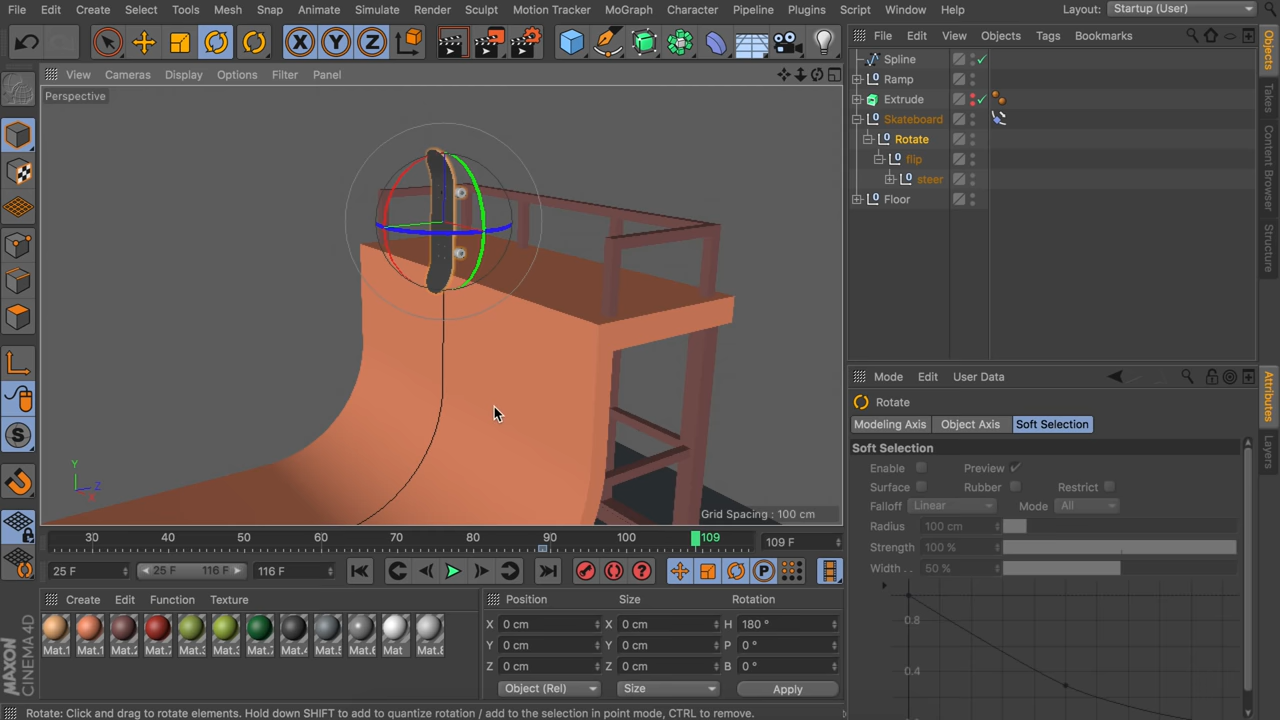 File Edit Create Select Tools Mesh Snap Animate Simulate Render Sculpt Motion Tracker MoGraph Character Pipeline Plugins Script Window Help Layout: Startup (User)
X Y Z
File Edit View Objects Tags Bookmarks
View Cameras Display Options Filter Panel
Perspective
Spline
Ramp
Extrude
Skateboard
Rotate
flip
steer
Floor
Objects
Takes
Content Browser
Structure
Y
Z
X
Grid Spacing : 100 cm
Mode Edit User Data
Rotate
Modeling Axis Object Axis Soft Selection
Soft Selection
Enable Preview
Surface Rubber Restrict
Falloff Linear Mode All
Radius 100 cm
Strength 100 %
Width . . 50 %
0.8
0.4
Attributes
Layers
30 40 50 60 70 80 90 100 109 109 F
25 F 25 F 116 F 116 F
Create Edit Function Texture
Mat.1 Mat.1 Mat.2 Mat.7 Mat.3 Mat.3 Mat.7 Mat.4 Mat.5 Mat.6 Mat Mat.8
Position Size Rotation
X 0 cm X 0 cm H 180 °
Y 0 cm Y 0 cm P 0 °
Z 0 cm Z 0 cm B 0 °
Object (Rel) Size Apply
MAXON
CINEMA 4D
Rotate: Click and drag to rotate elements. Hold down SHIFT to add to quantize rotation / add to the selection in point mode, CTRL to remove.